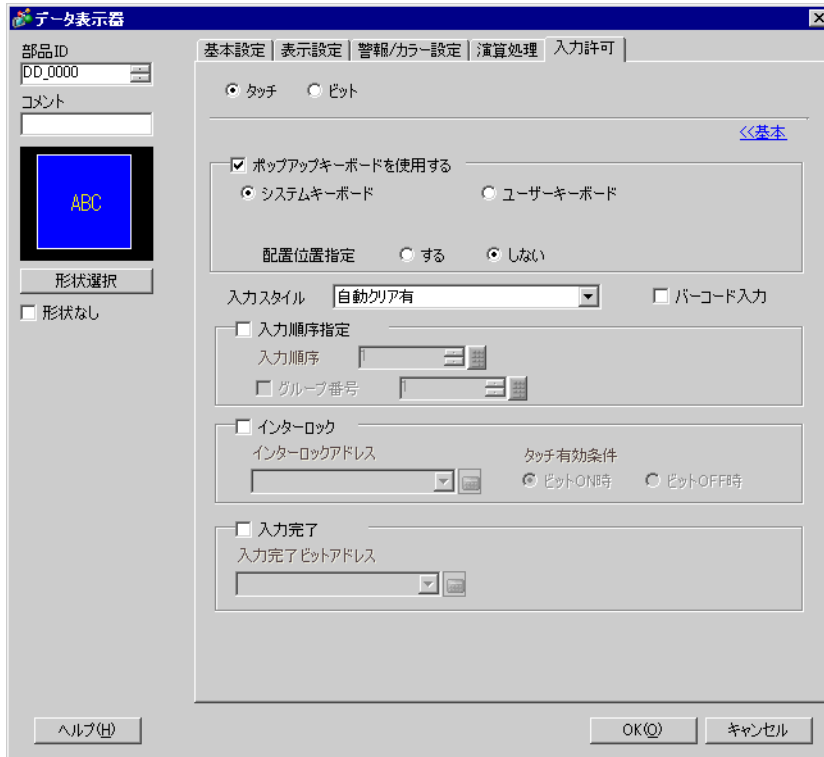 データ表示器
部品ID
DD_0000
コメント
ABC
形状選択
形状なし
基本設定 表示設定 警報/カラー設定 演算処理 入力許可
タッチ ビット
<<基本
ポップアップキーボードを使用する
システムキーボード ユーザーキーボード
配置位置指定 する しない
入力スタイル 自動クリア有 バーコード入力
入力順序指定
入力順序 1
グループ番号 1
インターロック
インターロックアドレス タッチ有効条件
ビットON時 ビットOFF時
入力完了
入力完了ビットアドレス
ヘルプ(H) OK(O) キャンセル